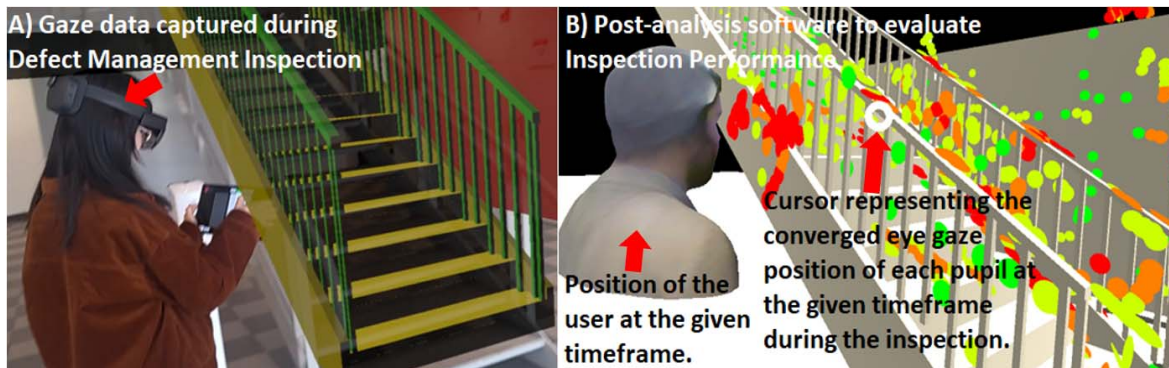 A) Gaze data captured during
Defect Management Inspection
B) Post-analysis software to evaluate
Inspection Performance
Position of the
user at the given
timeframe.
Cursor representing the
converged eye gaze
position of each pupil at
the given timeframe
during the inspection.